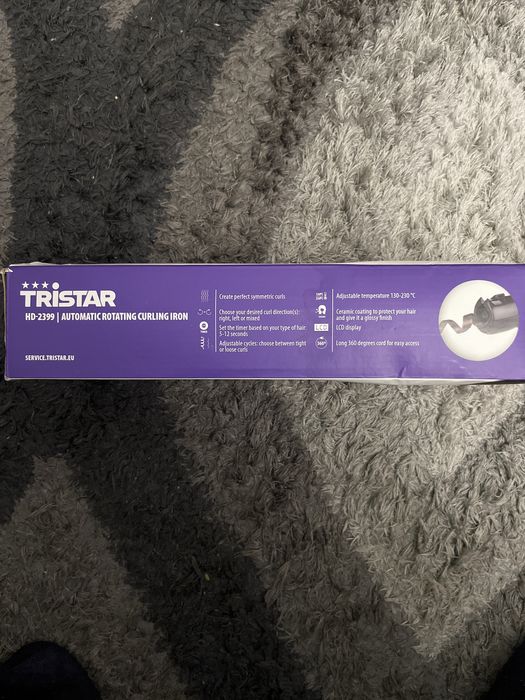 TRISTAR
HD-2399 | AUTOMATIC ROTATING CURLING IRON
SERVICE.TRISTAR.EU
Create perfect symmetric curls
Choose your desired curl direction(s):
right, left or mixed
Set the timer based on your type of hair:
5-12 seconds
Adjustable cycles: choose between tight
or loose curls
Adjustable temperature 130-230 °C
Ceramic coating to protect your hair
and give it a glossy finish
LCD
LCD display
360°
Long 360 degrees cord for easy access